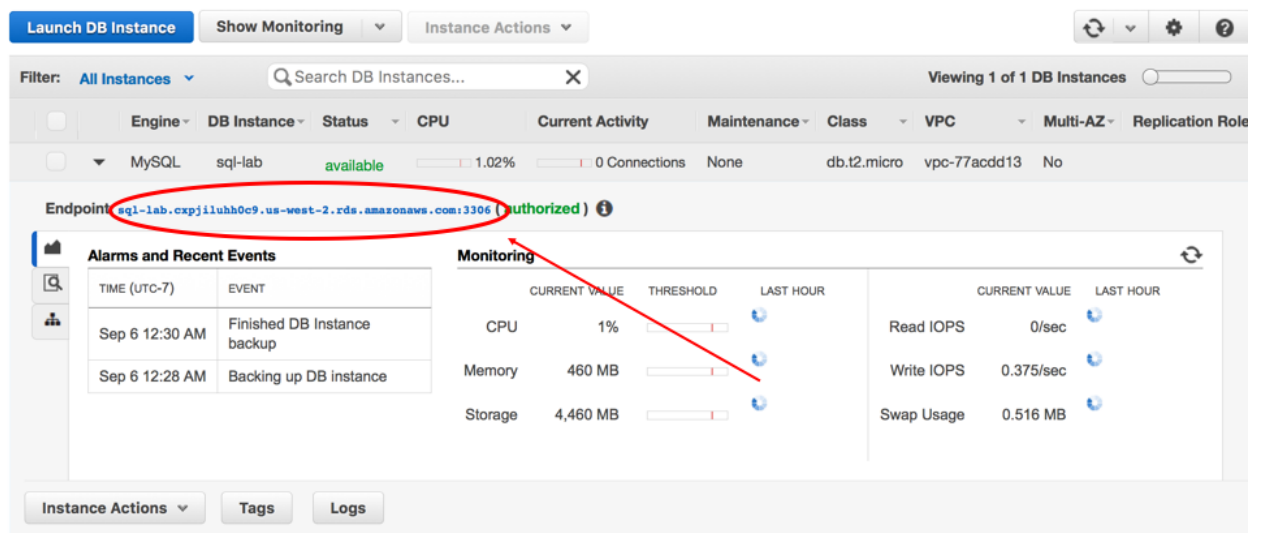 Launch DB Instance Show Monitoring Instance Actions
Filter: All Instances Search DB Instances... Viewing 1 of 1 DB Instances
Engine DB Instance Status CPU Current Activity Maintenance Class VPC Multi-AZ Replication Role
MySQL sql-lab available 1.02% 0 Connections None db.t2.micro vpc-77acdd13 No
Endpoint: sql-lab.cxpjiluhh0c9.us-west-2.rds.amazonaws.com:3306 ( authorized )
Alarms and Recent Events
TIME (UTC-7) EVENT
Sep 6 12:30 AM Finished DB Instance
backup
Sep 6 12:28 AM Backing up DB instance
Monitoring
CURRENT VALUE THRESHOLD LAST HOUR CURRENT VALUE LAST HOUR
CPU 1% Read IOPS 0/sec
Memory 460 MB Write IOPS 0.375/sec
Storage 4,460 MB Swap Usage 0.516 MB
Instance Actions Tags Logs